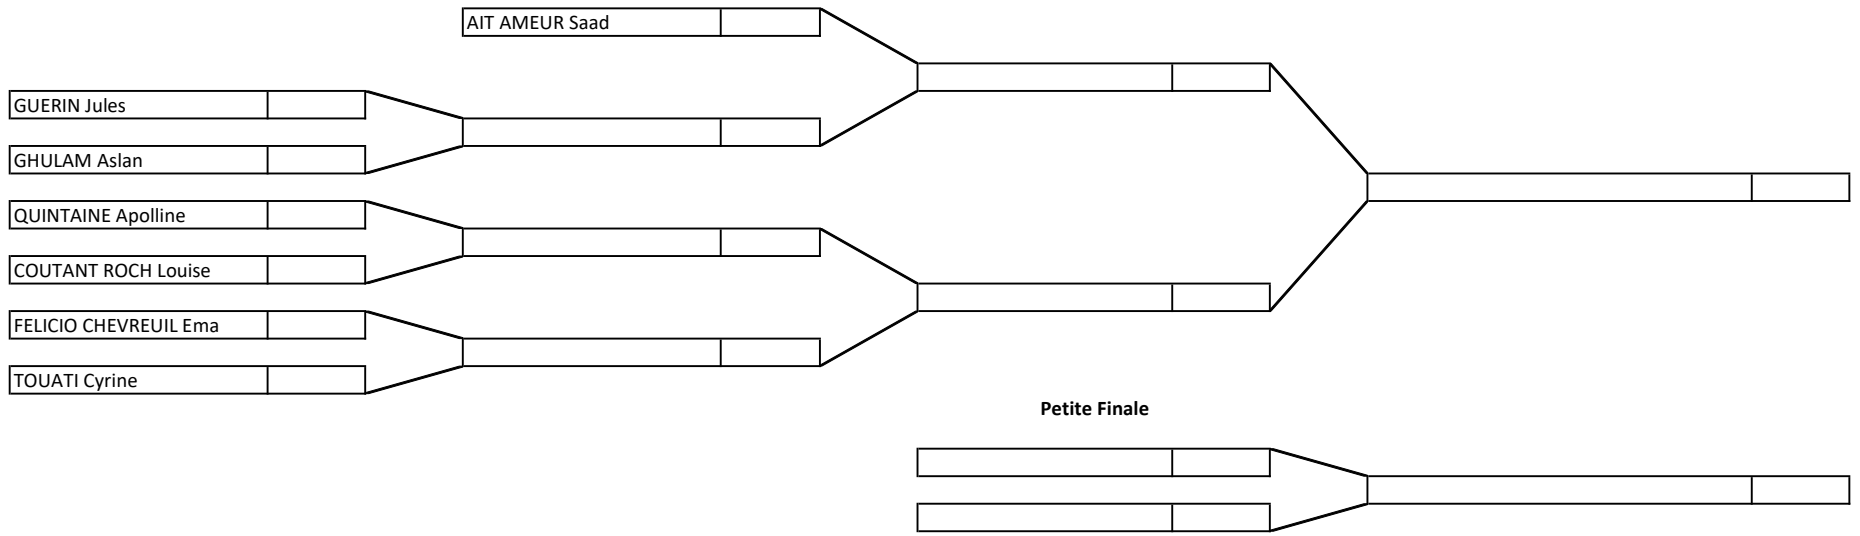 AIT AMEUR Saad
GUERIN Jules
GHULAM Aslan
QUINTAINE Apolline
COUTANT ROCH Louise
FELICIO CHEVREUIL Ema
TOUATI Cyrine
Petite Finale